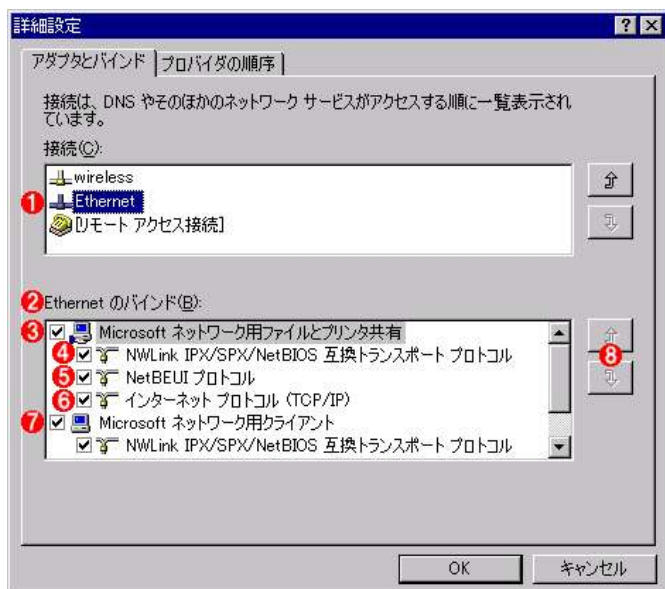 詳細設定
アダプタとバインド プロバイダの順序
接続は、DNS やそのほかのネットワーク サービスがアクセスする順に一覧表示され
ています。
接続(C):
wireless
1 Ethernet
[リモート アクセス接続]
2 Ethernet のバインド(B):
3 Microsoft ネットワーク用ファイルとプリンタ共有
4 NWLink IPX/SPX/NetBIOS 互換トランスポート プロトコル
8
5 NetBEUI プロトコル
6 インターネット プロトコル (TCP/IP)
7 Microsoft ネットワーク用クライアント
NWLink IPX/SPX/NetBIOS 互換トランスポート プロトコル
OK キャンセル